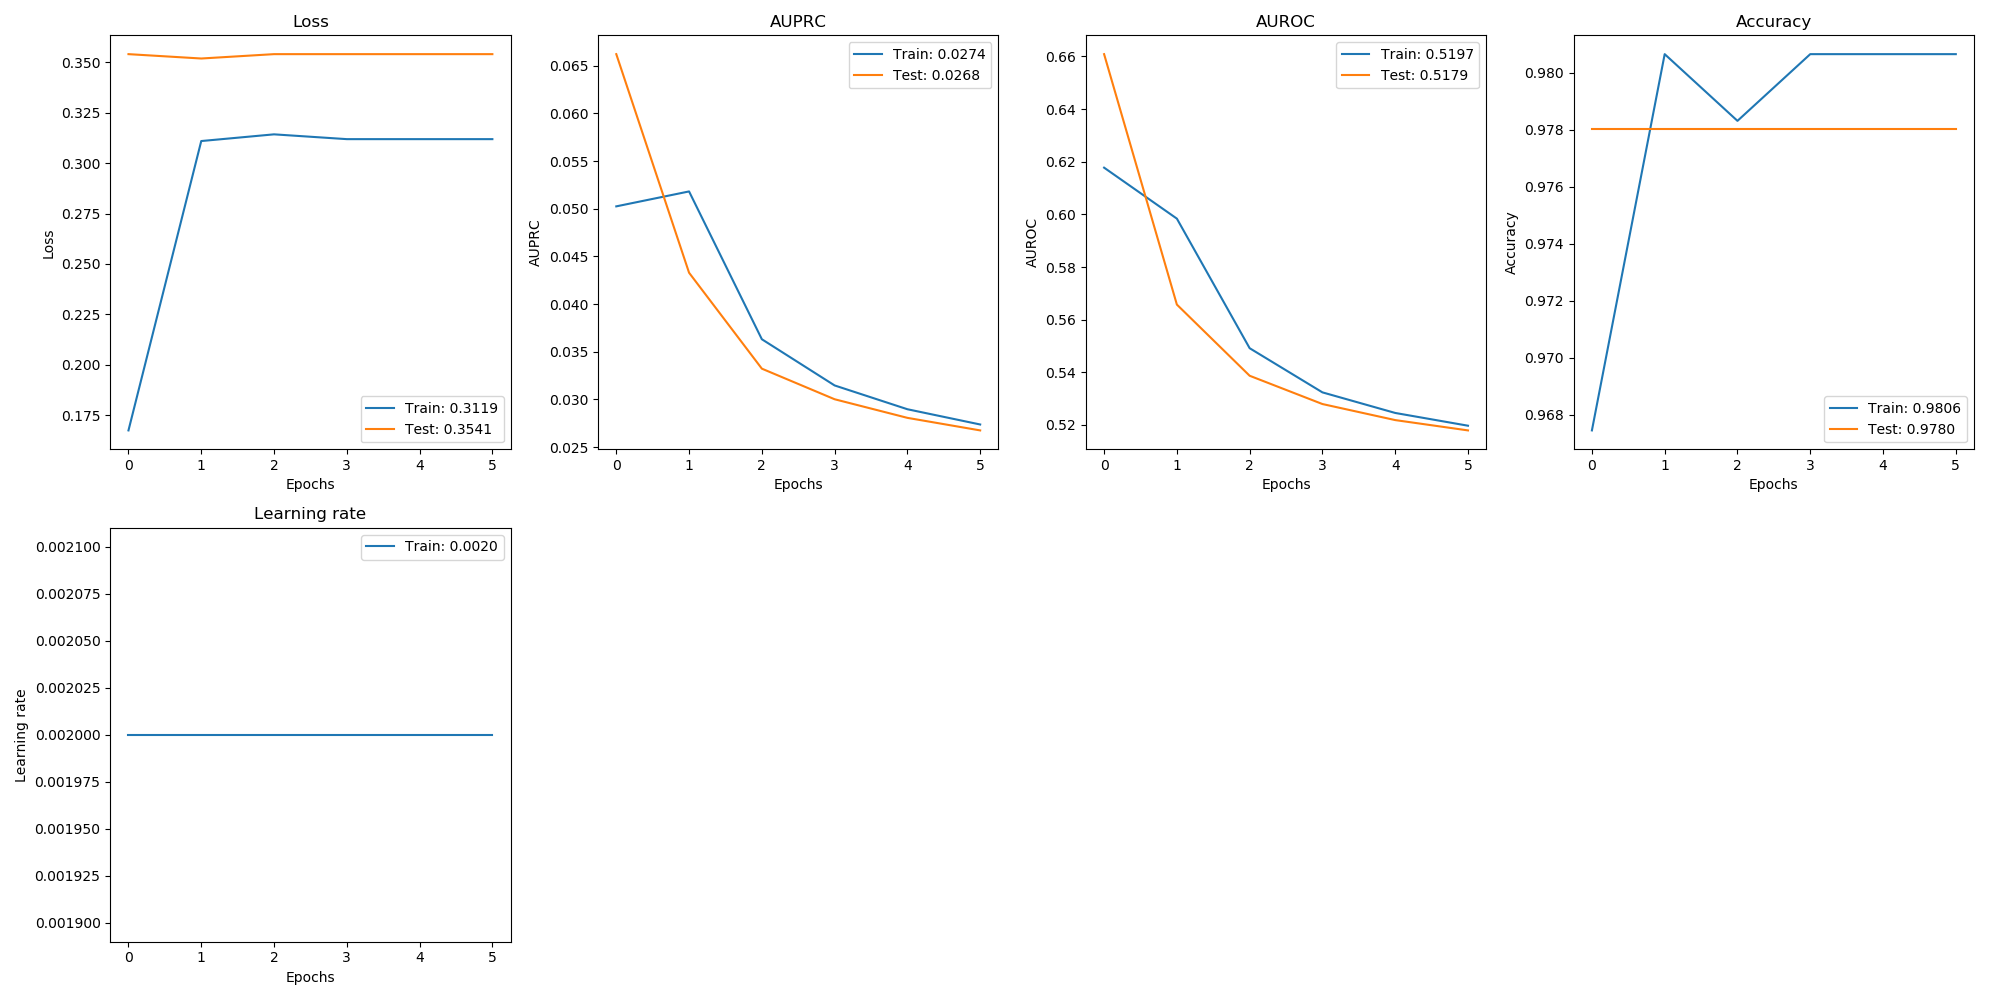 Loss
0.350
0.325
0.300
0.275
0.250
0.225
0.200
0.175
Loss
Train: 0.3119
Test: 0.3541
0 1 2 3 4 5
Epochs
AUPRC
0.065
0.060
0.055
0.050
0.045
0.040
0.035
0.030
0.025
AUPRC
Train: 0.0274
Test: 0.0268
0 1 2 3 4 5
Epochs
AUROC
0.66
0.64
0.62
0.60
0.58
0.56
0.54
0.52
AUROC
Train: 0.5197
Test: 0.5179
0 1 2 3 4 5
Epochs
Accuracy
0.980
0.978
0.976
0.974
0.972
0.970
0.968
Accuracy
Train: 0.9806
Test: 0.9780
0 1 2 3 4 5
Epochs
Learning rate
0.002100
0.002075
0.002050
0.002025
0.002000
0.001975
0.001950
0.001925
0.001900
Learning rate
Train: 0.0020
0 1 2 3 4 5
Epochs